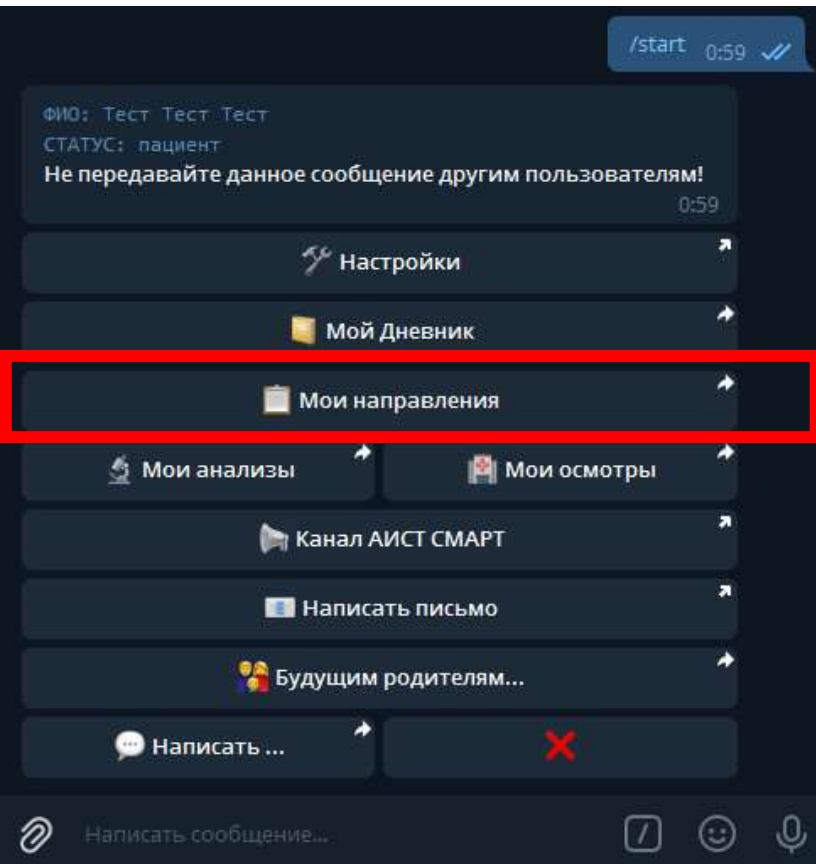 /start 0:59
ФИО: Тест Тест Тест
СТАТУС: пациент
Не передавайте данное сообщение другим пользователям!
0:59
Настройки
Мой Дневник
Мои направления
Мои анализы
Мои осмотры
Канал АИСТ СМАРТ
Написать письмо
Будущим родителям...
Написать ...
Написать сообщение...